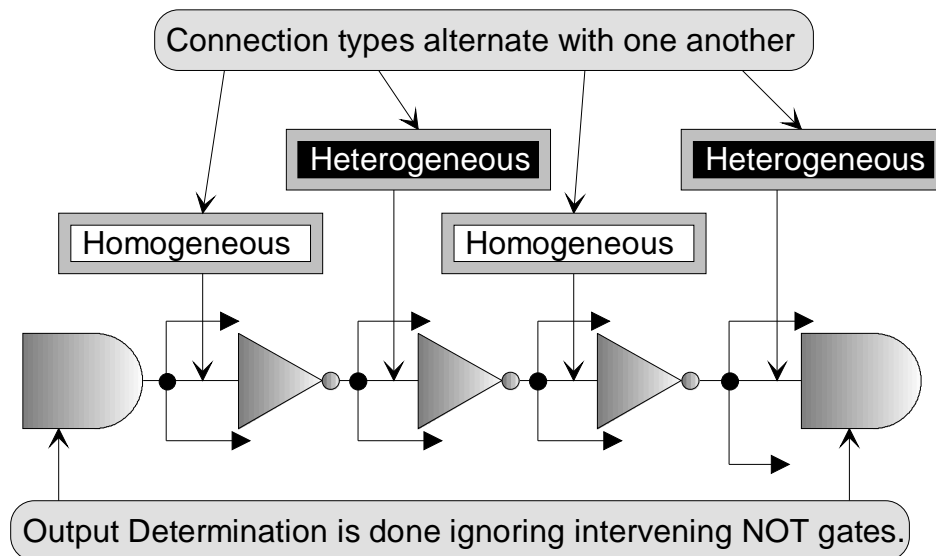 Connection types alternate with one another
Heterogeneous
Heterogeneous
Homogeneous
Homogeneous
Output Determination is done ignoring intervening NOT gates.